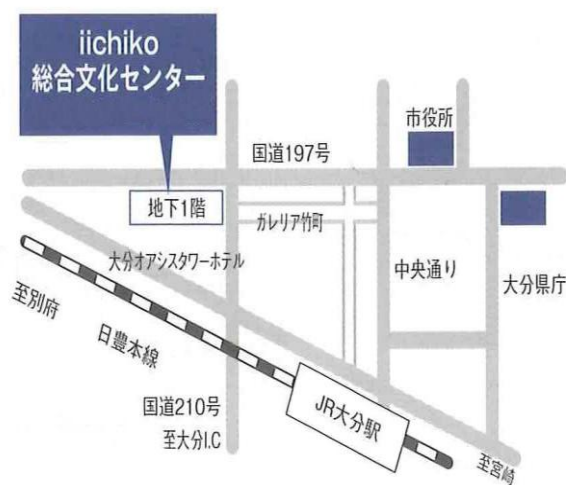 iichiko
総合文化センター
市役所
国道197号
地下1階
ガレリア竹町
大分オアシスタワーホテル
中央通り
大分県庁
至別府
日豊本線
国道210号
至大分I.C
JR大分駅
至宮崎